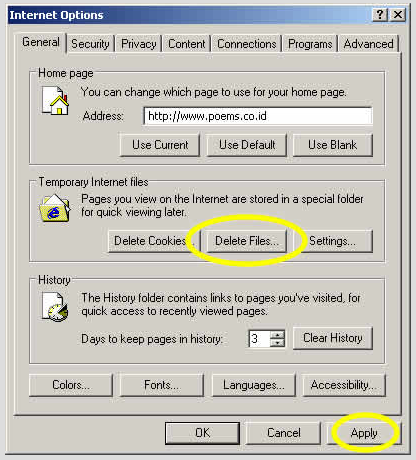 Internet Options
General Security Privacy Content Connections Programs Advanced
Home page
You can change which page to use for your home page.
Address: http://www.poems.co.id
Use Current Use Default Use Blank
Temporary Internet files
Pages you view on the Internet are stored in a special folder
for quick viewing later.
Delete Cookies... Delete Files... Settings...
History
The History folder contains links to pages you've visited, for
quick access to recently viewed pages.
Days to keep pages in history: 3 Clear History
Colors... Fonts... Languages... Accessibility...
OK Cancel Apply